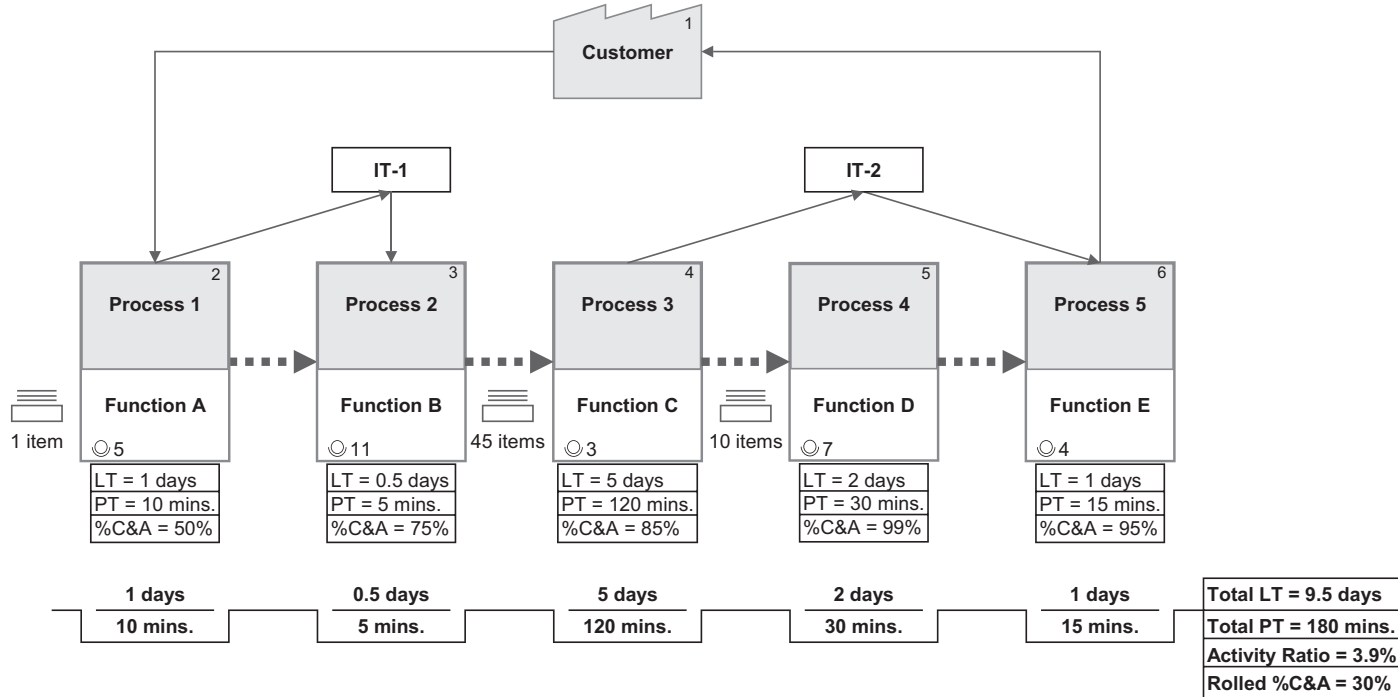 1
Customer
IT-1
IT-2
2
Process 1
Function A
5
3
Process 2
Function B
11
4
Process 3
Function C
3
5
Process 4
Function D
7
6
Process 5
Function E
4
1 item
45 items
10 items
LT = 1 days
PT = 10 mins.
%C&A = 50%
LT = 0.5 days
PT = 5 mins.
%C&A = 75%
LT = 5 days
PT = 120 mins.
%C&A = 85%
LT = 2 days
PT = 30 mins.
%C&A = 99%
LT = 1 days
PT = 15 mins.
%C&A = 95%
1 days
10 mins.
0.5 days
5 mins.
5 days
120 mins.
2 days
30 mins.
1 days
15 mins.
Total LT = 9.5 days
Total PT = 180 mins.
Activity Ratio = 3.9%
Rolled %C&A = 30%